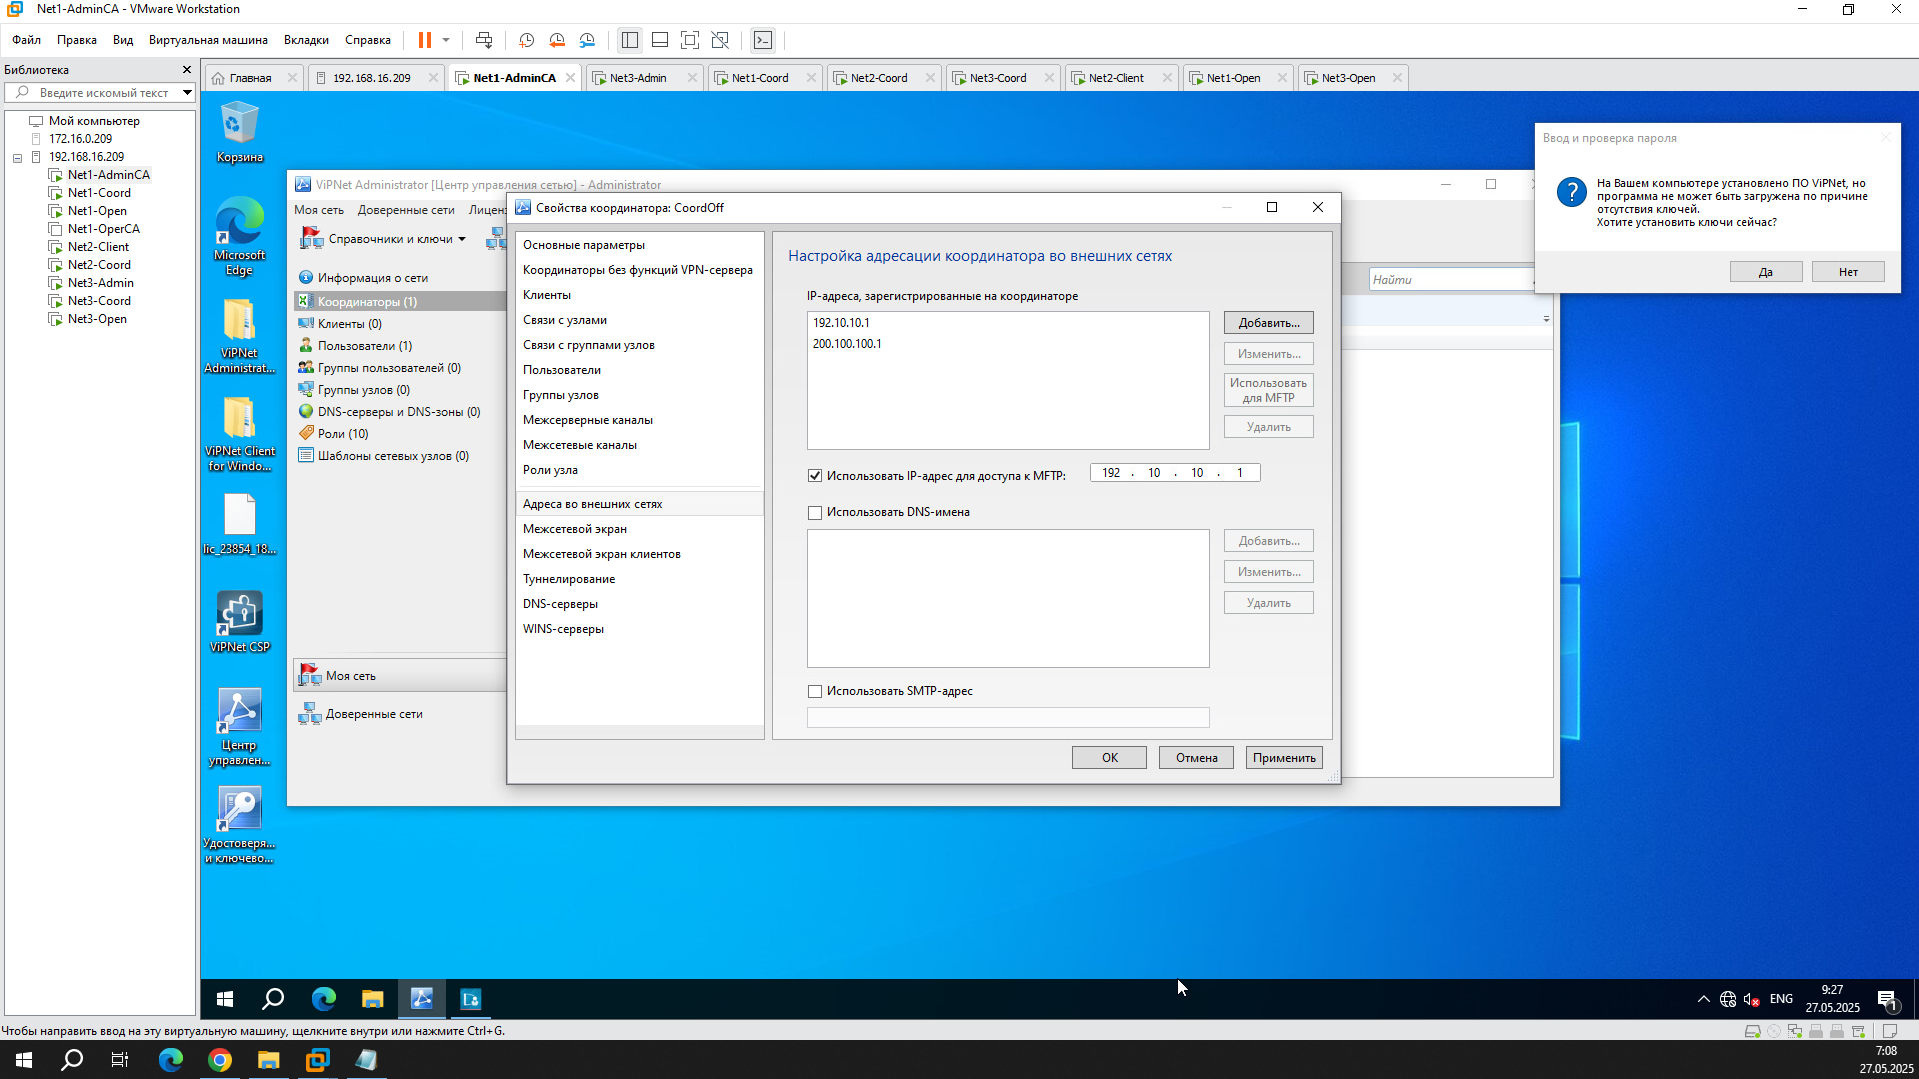 Net1-AdminCA - VMware Workstation
Файл Правка Вид Виртуальная машина Вкладки Справка
Библиотека
Введите искомый текст
Мой компьютер
172.16.0.209
192.168.16.209
Net1-AdminCA
Net1-Coord
Net1-Open
Net1-OperCA
Net2-Client
Net2-Coord
Net3-Admin
Net3-Coord
Net3-Open
Главная 192.168.16.209 Net1-AdminCA Net3-Admin Net1-Coord Net2-Coord Net3-Coord Net2-Client Net1-Open Net3-Open
Корзина
Microsoft
Edge
ViPNet
Administrat...
ViPNet Client
for Windo...
lic_23854_18...
ViPNet CSP
Центр
управлен...
Удостоверя...
и ключево...
ViPNet Administrator [Центр управления сетью] - Administrator
Моя сеть Доверенные сети Лиценз
Справочники и ключи
Информация о сети
Координаторы (1)
Клиенты (0)
Пользователи (1)
Группы пользователей (0)
Группы узлов (0)
DNS-серверы и DNS-зоны (0)
Роли (10)
Шаблоны сетевых узлов (0)
Моя сеть
Доверенные сети
Найти
Свойства координатора: CoordOff
Основные параметры
Координаторы без функций VPN-сервера
Клиенты
Связи с узлами
Связи с группами узлов
Пользователи
Группы узлов
Межсерверные каналы
Межсетевые каналы
Роли узла
Адреса во внешних сетях
Межсетевой экран
Межсетевой экран клиентов
Туннелирование
DNS-серверы
WINS-серверы
Настройка адресации координатора во внешних сетях
IP-адреса, зарегистрированные на координаторе
192.10.10.1
200.100.100.1
Добавить...
Изменить...
Использовать
для MFTP
Удалить
Использовать IP-адрес для доступа к MFTP: 192 . 10 . 10 . 1
Использовать DNS-имена
Добавить...
Изменить...
Удалить
Использовать SMTP-адрес
OK Отмена Применить
Ввод и проверка пароля
На Вашем компьютере установлено ПО ViPNet, но
программа не может быть загружена по причине
отсутствия ключей.
Хотите установить ключи сейчас?
Да Нет
ENG
9:27
27.05.2025
1
Чтобы направить ввод на эту виртуальную машину, щелкните внутри или нажмите Ctrl+G.
7:08
27.05.2025